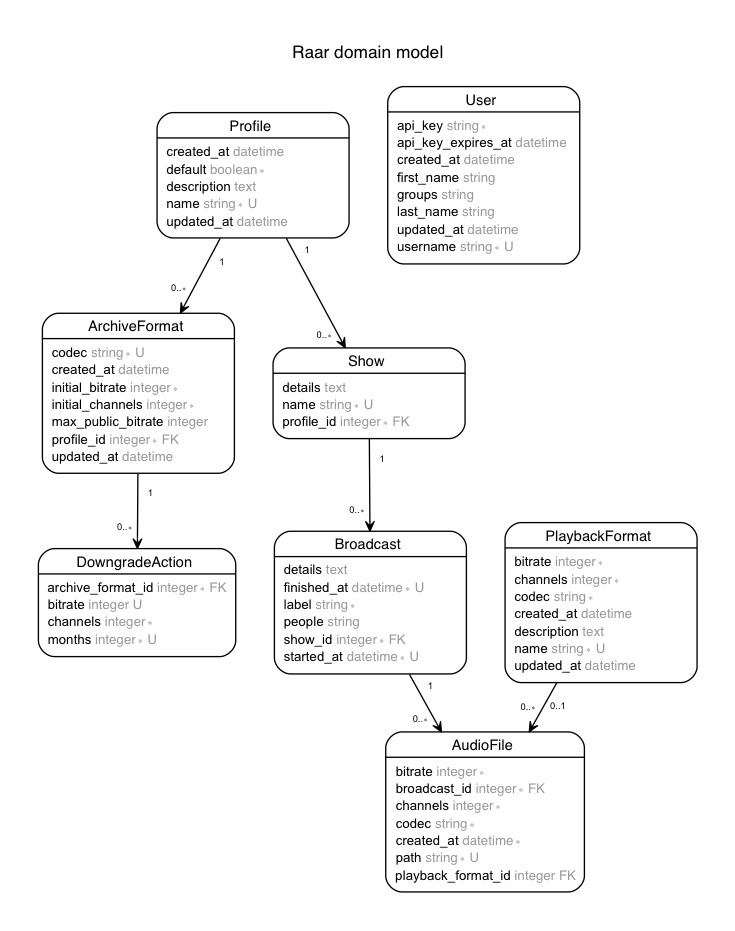 Raar domain model
User
api_key string ∗
api_key_expires_at datetime
created_at datetime
first_name string
groups string
last_name string
updated_at datetime
username string ∗ U
Profile
created_at datetime
default boolean ∗
description text
name string ∗ U
updated_at datetime
1
0..∗
1
0..∗
ArchiveFormat
codec string ∗ U
created_at datetime
initial_bitrate integer ∗
initial_channels integer ∗
max_public_bitrate integer
profile_id integer ∗ FK
updated_at datetime
Show
details text
name string ∗ U
profile_id integer ∗ FK
1
0..∗
1
0..∗
DowngradeAction
archive_format_id integer ∗ FK
bitrate integer U
channels integer ∗
months integer ∗ U
Broadcast
details text
finished_at datetime ∗ U
label string ∗
people string
show_id integer ∗ FK
started_at datetime ∗ U
PlaybackFormat
bitrate integer ∗
channels integer ∗
codec string ∗
created_at datetime
description text
name string ∗ U
updated_at datetime
1
0..∗
0..∗
0..1
AudioFile
bitrate integer ∗
broadcast_id integer ∗ FK
channels integer ∗
codec string ∗
created_at datetime ∗
path string ∗ U
playback_format_id integer FK